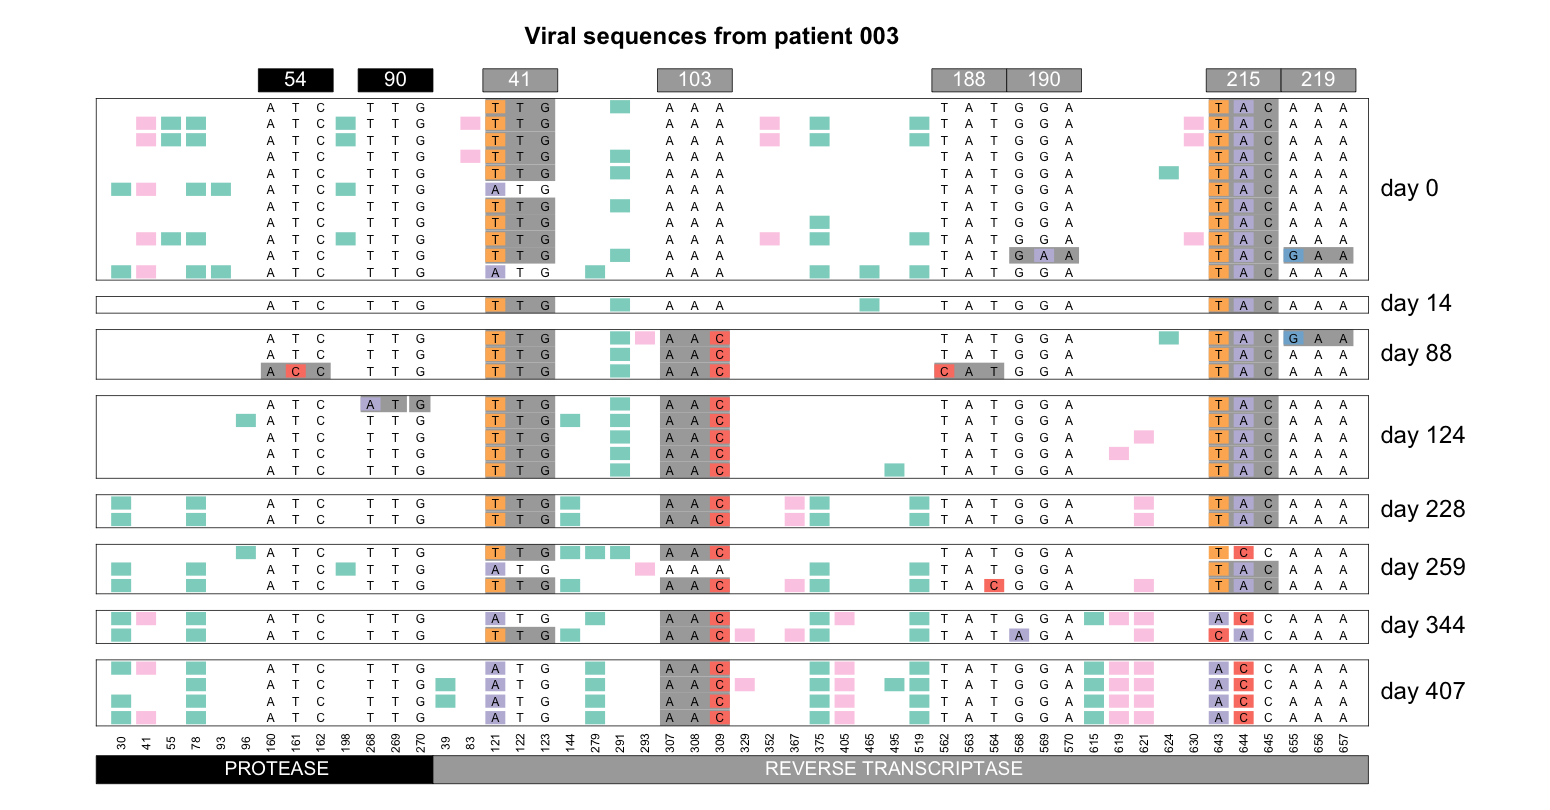 Viral sequences from patient 003
54 90 41 103 188 190 215 219
A T C T T G T T G A A A T A T G G A T A C A A A
A T C T T G T T G A A A T A T G G A T A C A A A
A T C T T G T T G A A A T A T G G A T A C A A A
A T C T T G T T G A A A T A T G G A T A C A A A
A T C T T G T T G A A A T A T G G A T A C A A A
A T C T T G A T G A A A T A T G G A T A C A A A day 0
A T C T T G T T G A A A T A T G G A T A C A A A
A T C T T G T T G A A A T A T G G A T A C A A A
A T C T T G T T G A A A T A T G G A T A C A A A
A T C T T G T T G A A A T A T G A A T A C G A A
A T C T T G A T G A A A T A T G G A T A C A A A
A T C T T G T T G A A A T A T G G A T A C A A A day 14
A T C T T G T T G A A C T A T G G A T A C G A A
A T C T T G T T G A A C T A T G G A T A C A A A day 88
A C C T T G T T G A A C C A T G G A T A C A A A
A T C A T G T T G A A C T A T G G A T A C A A A
A T C T T G T T G A A C T A T G G A T A C A A A
A T C T T G T T G A A C T A T G G A T A C A A A day 124
A T C T T G T T G A A C T A T G G A T A C A A A
A T C T T G T T G A A C T A T G G A T A C A A A
A T C T T G T T G A A C T A T G G A T A C A A A day 228
A T C T T G T T G A A C T A T G G A T A C A A A
A T C T T G T T G A A C T A T G G A T C C A A A
A T C T T G A T G A A A T A T G G A T A C A A A day 259
A T C T T G T T G A A C T A C G G A T A C A A A
A T C T T G A T G A A C T A T G G A A C C A A A day 344
A T C T T G T T G A A C T A T A G A C A C A A A
A T C T T G A T G A A C T A T G G A A C C A A A
A T C T T G A T G A A C T A T G G A A C C A A A day 407
A T C T T G A T G A A C T A T G G A A C C A A A
A T C T T G A T G A A C T A T G G A A C C A A A
30 41 55 78 93 96 160 161 162 198 268 269 270 39 83 121 122 123 144 279 291 293 307 308 309 329 352 367 375 405 465 495 519 562 563 564 568 569 570 615 619 621 624 630 643 644 645 655 656 657
PROTEASE REVERSE TRANSCRIPTASE